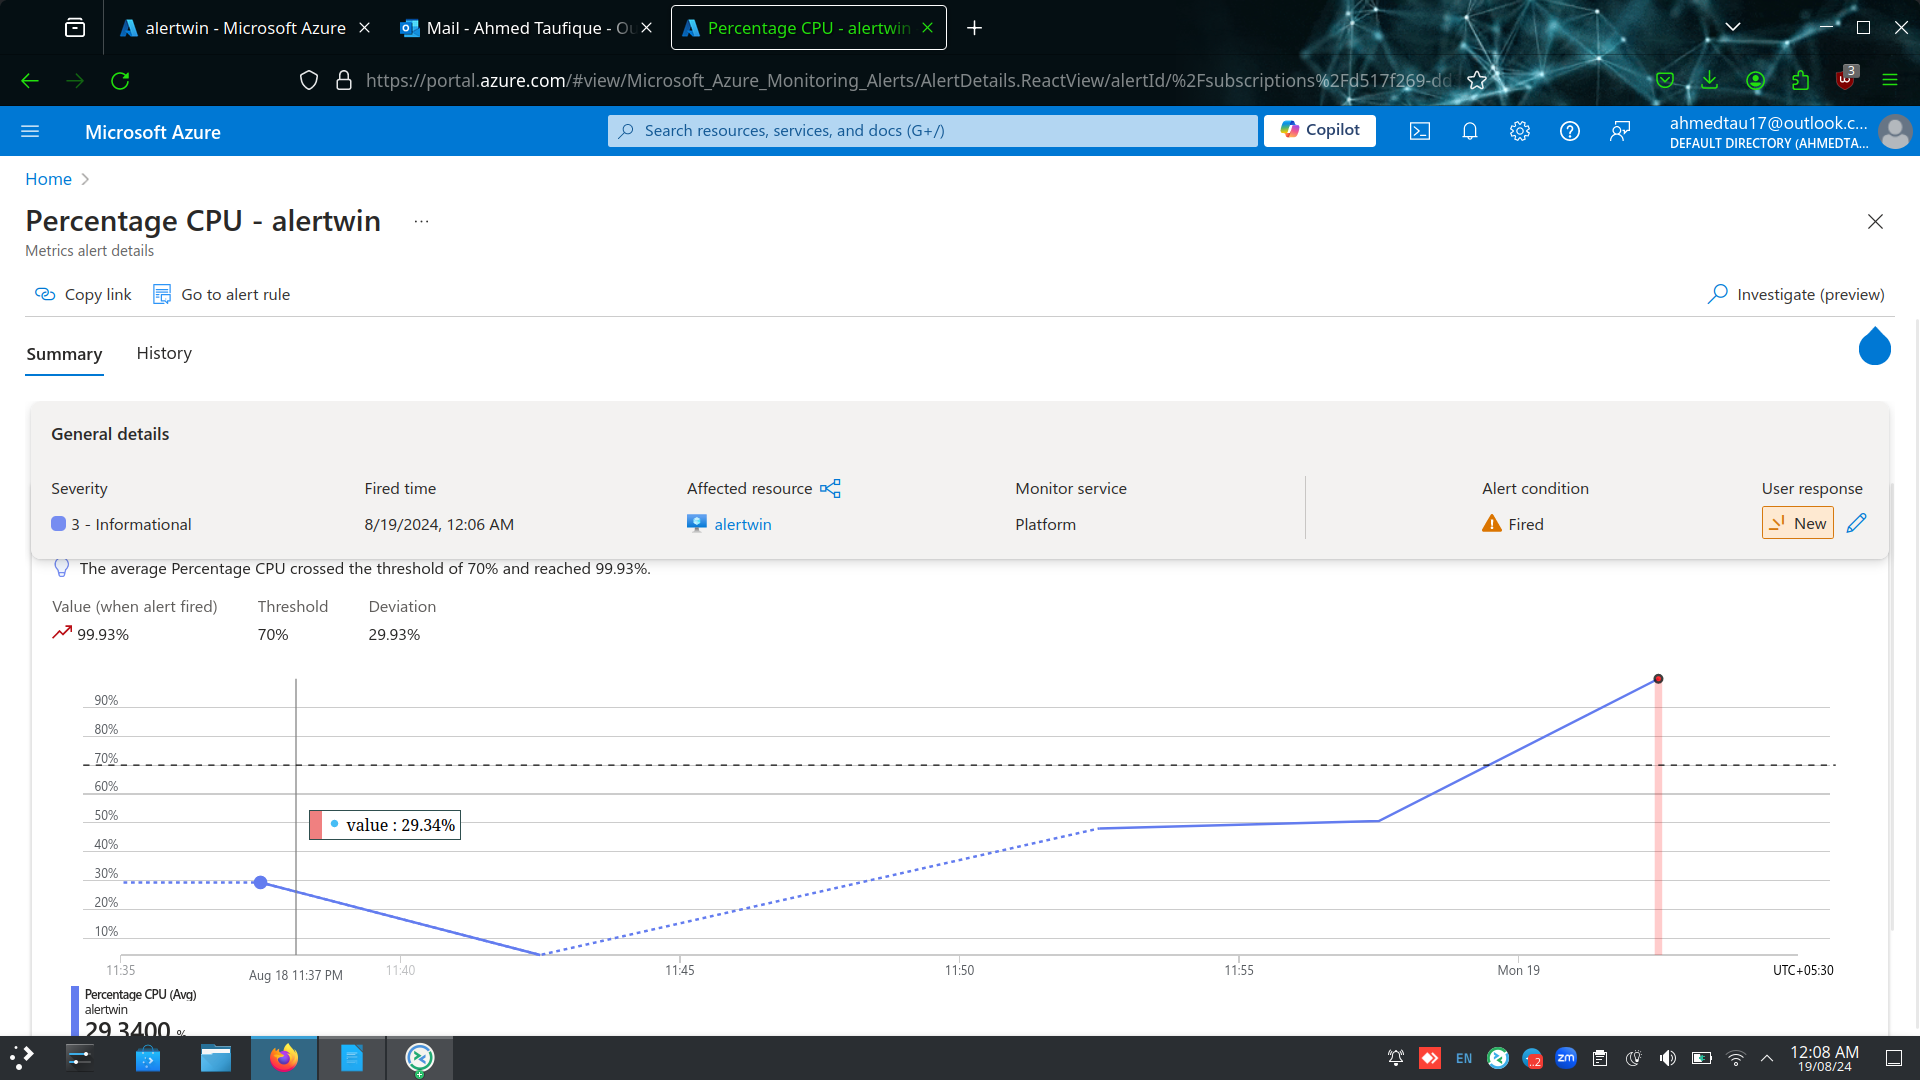 alertwin - Microsoft Azure
Mail - Ahmed Taufique - Ou
Percentage CPU - alertwin
https://portal.azure.com/#view/Microsoft_Azure_Monitoring_Alerts/AlertDetails.ReactView/alertId/%2Fsubscriptions%2Fd517f269-dd
3
Microsoft Azure
Search resources, services, and docs (G+/)
Copilot
ahmedtau17@outlook.c...
DEFAULT DIRECTORY (AHMEDTA...
Home
Percentage CPU - alertwin ...
Metrics alert details
Copy link
Go to alert rule
Investigate (preview)
Summary
History
General details
Severity
3 - Informational
Fired time
8/19/2024, 12:06 AM
Affected resource
alertwin
Monitor service
Platform
Alert condition
Fired
User response
New
The average Percentage CPU crossed the threshold of 70% and reached 99.93%.
Value (when alert fired)
99.93%
Threshold
70%
Deviation
29.93%
90%
80%
70%
60%
50%
40%
30%
20%
10%
value : 29.34%
11:35
Aug 18 11:37 PM
11:40
11:45
11:50
11:55
Mon 19
UTC+05:30
Percentage CPU (Avg)
alertwin
29.3400 %
EN
..2
zm
12:08 AM
19/08/24